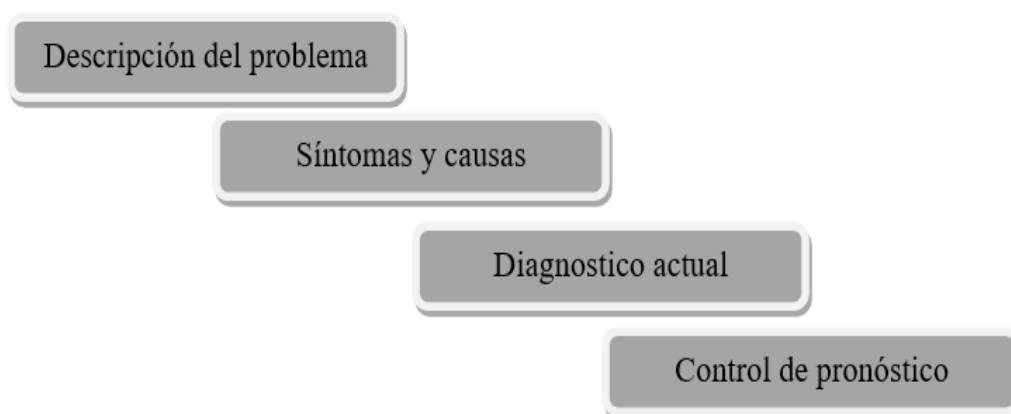 Descripción del problema
Síntomas y causas
Diagnostico actual
Control de pronóstico